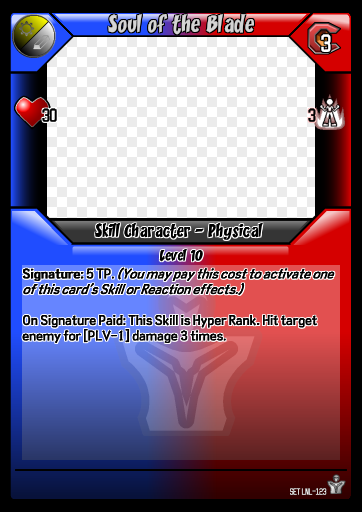 Soul of the Blade
3
30
3
Skill Character - Physical
Level 10
Signature: 5 TP. (You may pay this cost to activate one
of this card's Skill or Reaction effects.)
On Signature Paid: This Skill is Hyper Rank. Hit target
enemy for [PLV-1] damage 3 times.
SET LNL-123